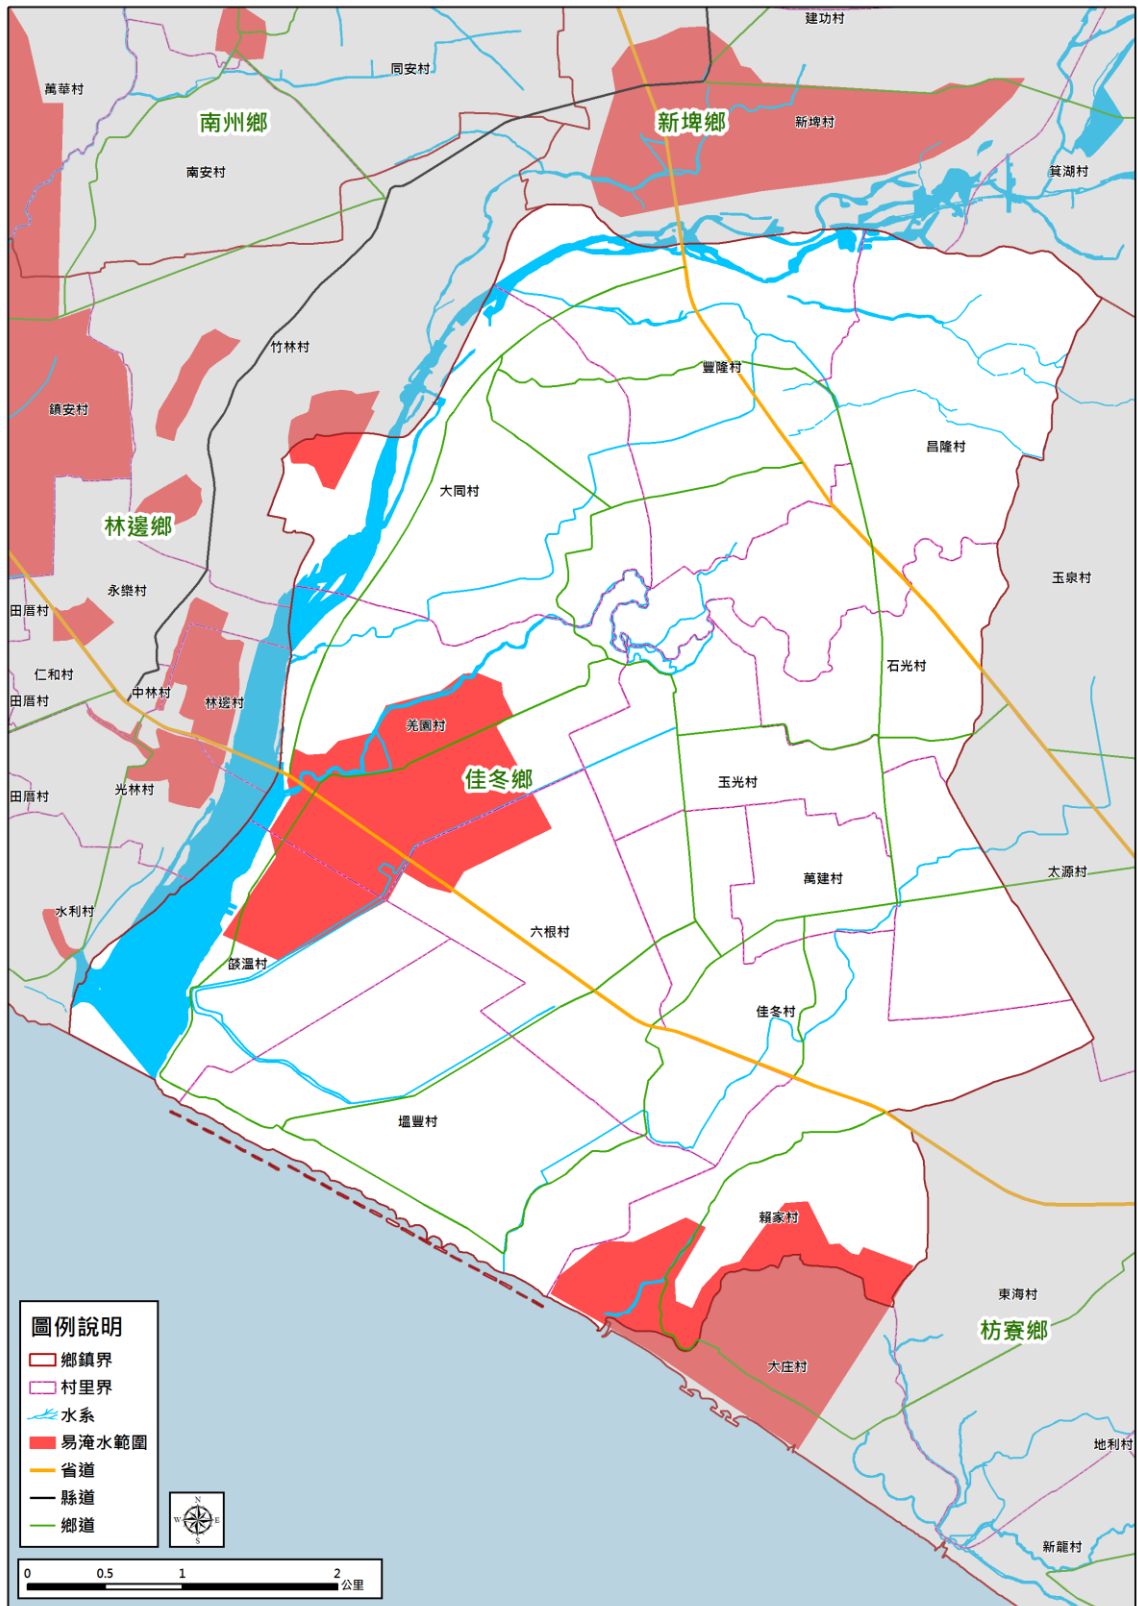 建功村
萬華村
同安村
南州鄉
新埤鄉
新埤村
南安村
箕湖村
竹林村
豐隆村
鎮安村
昌隆村
大同村
林邊鄉
永樂村
玉泉村
田厝村
仁和村
中林村
林邊村
石光村
田厝村
羌園村
佳冬鄉
玉光村
光林村
田厝村
萬建村
太源村
水利村
六根村
燄溫村
佳冬村
塭豐村
賴家村
東海村
枋寮鄉
大庄村
地利村
新龍村
圖例說明
鄉鎮界
村里界
水系
易淹水範圍
省道
縣道
鄉道
N
W E
S
0 0.5 1 2
公里